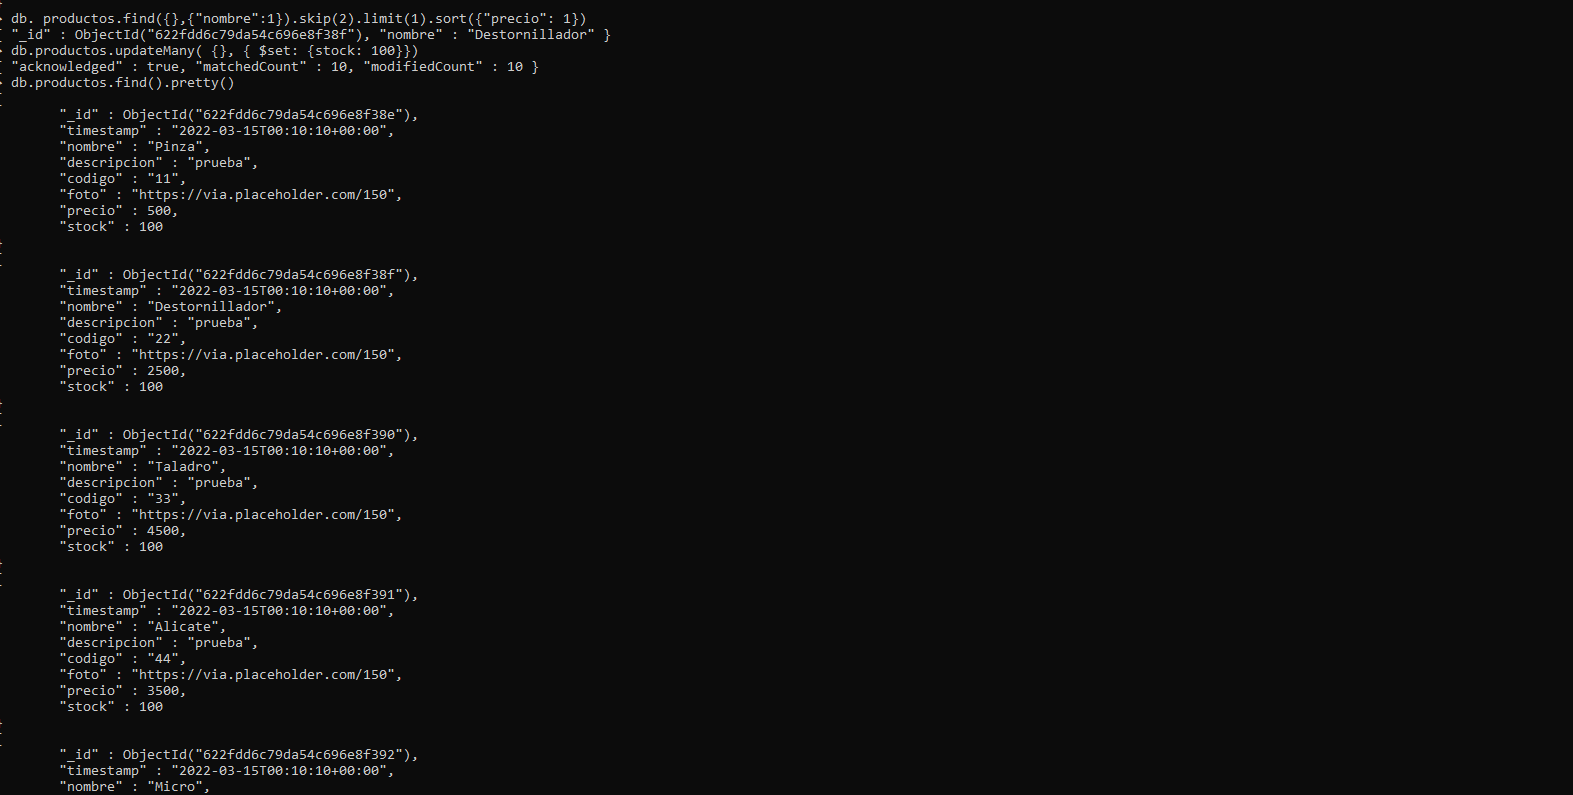 db. productos.find({},{"nombre":1}).skip(2).limit(1).sort({"precio": 1})
"_id" : ObjectId("622fdd6c79da54c696e8f38f"), "nombre" : "Destornillador" }
db.productos.updateMany( {}, { $set: {stock: 100}})
"acknowledged" : true, "matchedCount" : 10, "modifiedCount" : 10 }
db.productos.find().pretty()
"_id" : ObjectId("622fdd6c79da54c696e8f38e"),
"timestamp" : "2022-03-15T00:10:10+00:00",
"nombre" : "Pinza",
"descripcion" : "prueba",
"codigo" : "11",
"foto" : "https://via.placeholder.com/150",
"precio" : 500,
"stock" : 100
"_id" : ObjectId("622fdd6c79da54c696e8f38f"),
"timestamp" : "2022-03-15T00:10:10+00:00",
"nombre" : "Destornillador",
"descripcion" : "prueba",
"codigo" : "22",
"foto" : "https://via.placeholder.com/150",
"precio" : 2500,
"stock" : 100
"_id" : ObjectId("622fdd6c79da54c696e8f390"),
"timestamp" : "2022-03-15T00:10:10+00:00",
"nombre" : "Taladro",
"descripcion" : "prueba",
"codigo" : "33",
"foto" : "https://via.placeholder.com/150",
"precio" : 4500,
"stock" : 100
"_id" : ObjectId("622fdd6c79da54c696e8f391"),
"timestamp" : "2022-03-15T00:10:10+00:00",
"nombre" : "Alicate",
"descripcion" : "prueba",
"codigo" : "44",
"foto" : "https://via.placeholder.com/150",
"precio" : 3500,
"stock" : 100
"_id" : ObjectId("622fdd6c79da54c696e8f392"),
"timestamp" : "2022-03-15T00:10:10+00:00",
"nombre" : "Micro",